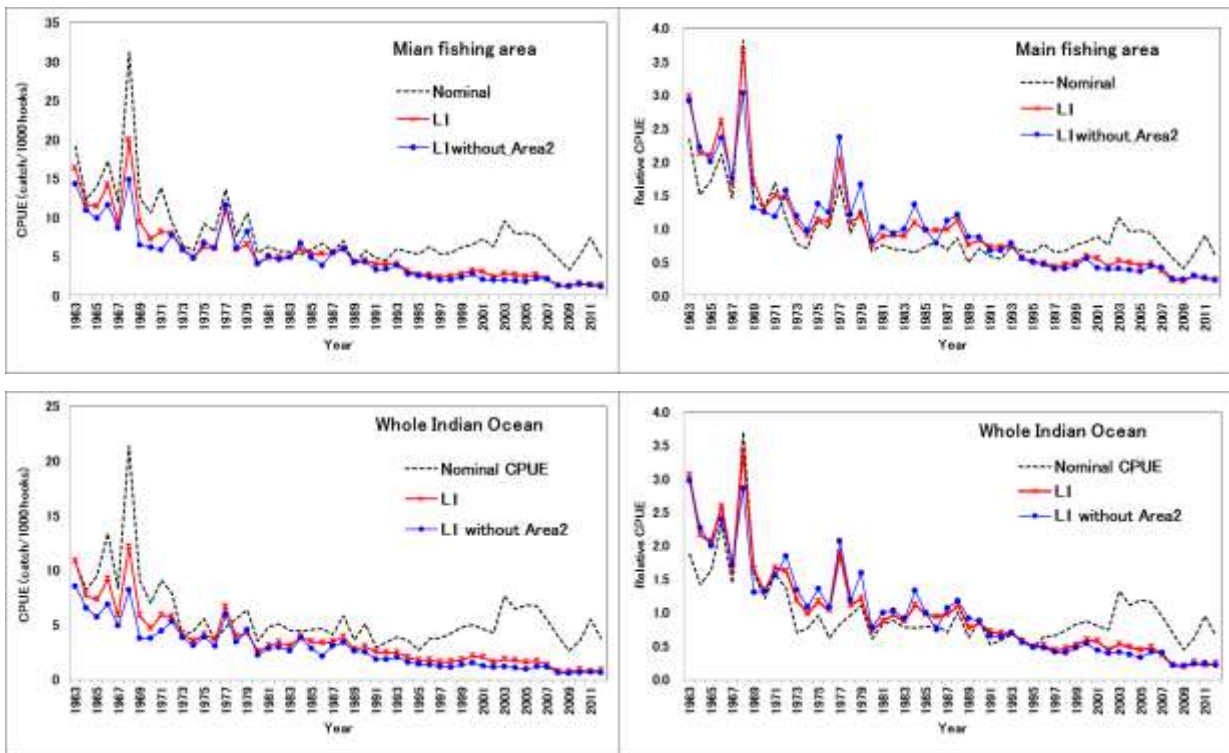 35
30
25
20
15
10
5
0
CPUE (catch/1000hooks)
Mian fishing area
Nominal
L1
L1without_Area2
1963 1965 1967 1969 1971 1973 1975 1977 1979 1981 1983 1985 1987 1989 1991 1993 1995 1997 1999 2001 2003 2005 2007 2009 2011
Year
4.0
3.5
3.0
2.5
2.0
1.5
1.0
0.5
0.0
Relative CPUE
Main fishing area
Nominal
L1
L1without_Area2
1963 1965 1967 1969 1971 1973 1975 1977 1979 1981 1983 1985 1987 1989 1991 1993 1995 1997 1999 2001 2003 2005 2007 2009 2011
Year
25
20
15
10
5
0
CPUE (catch/1000hooks)
Whole Indian Ocean
Nominal CPUE
L1
L1 without Area2
1963 1965 1967 1969 1971 1973 1975 1977 1979 1981 1983 1985 1987 1989 1991 1993 1995 1997 1999 2001 2003 2005 2007 2009 2011
Year
4.0
3.5
3.0
2.5
2.0
1.5
1.0
0.5
0.0
Relative CPUE
Whole Indian Ocean
Nominal CPUE
L1
L1 without Area2
1963 1965 1967 1969 1971 1973 1975 1977 1979 1981 1983 1985 1987 1989 1991 1993 1995 1997 1999 2001 2003 2005 2007 2009 2011
Year